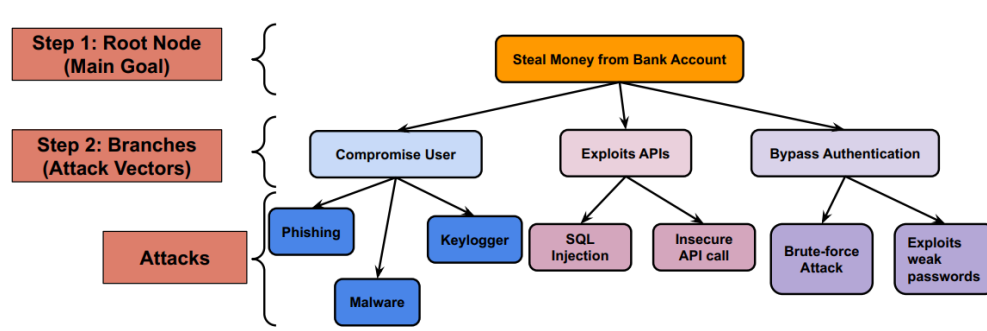 Step 1: Root Node
(Main Goal)
Steal Money from Bank Account
Step 2: Branches
(Attack Vectors)
Compromise User
Exploits APIs
Bypass Authentication
Attacks
Phishing
Malware
Keylogger
SQL
Injection
Insecure
API call
Brute-force
Attack
Exploits
weak
passwords